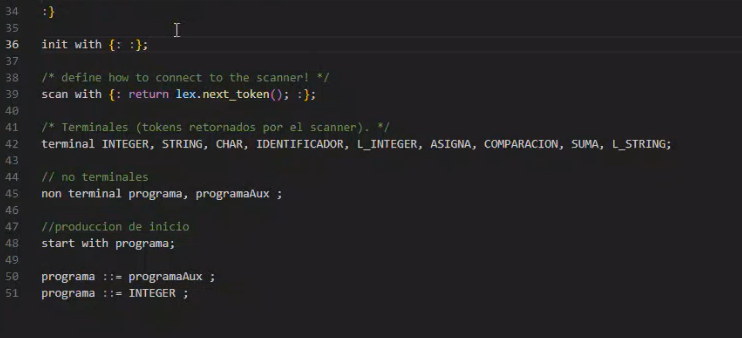 34 :}
35
36 init with {: :};
37
38 /* define how to connect to the scanner! */
39 scan with {: return lex.next_token(); :};
40
41 /* Terminales (tokens retornados por el scanner). */
42 terminal INTEGER, STRING, CHAR, IDENTIFICADOR, L_INTEGER, ASIGNA, COMPARACION, SUMA, L_STRING;
43
44 // no terminales
45 non terminal programa, programaAux ;
46
47 //produccion de inicio
48 start with programa;
49
50 programa ::= programaAux ;
51 programa ::= INTEGER ;